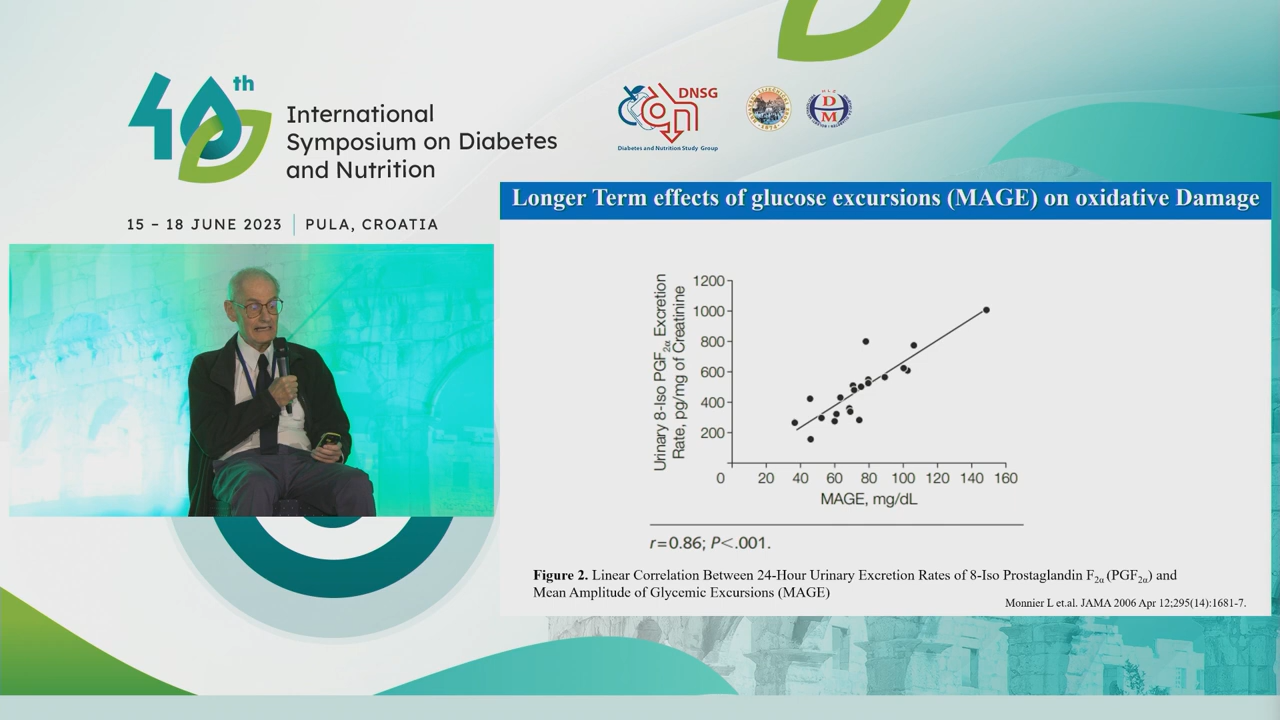 40th
International
Symposium on Diabetes
and Nutrition
15 – 18 JUNE 2023 | PULA, CROATIA
DNSG
Diabetes and Nutrition Study Group
DM
Longer Term effects of glucose excursions (MAGE) on oxidative Damage
Urinary 8-Iso PGF2α Excretion
Rate, pg/mg of Creatinine
1200
1000
800
600
400
200
0 20 40 60 80 100 120 140 160
MAGE, mg/dL
r=0.86; P<.001.
Figure 2. Linear Correlation Between 24-Hour Urinary Excretion Rates of 8-Iso Prostaglandin F2α (PGF2α) and
Mean Amplitude of Glycemic Excursions (MAGE)
Monnier L et.al. JAMA 2006 Apr 12;295(14):1681-7.